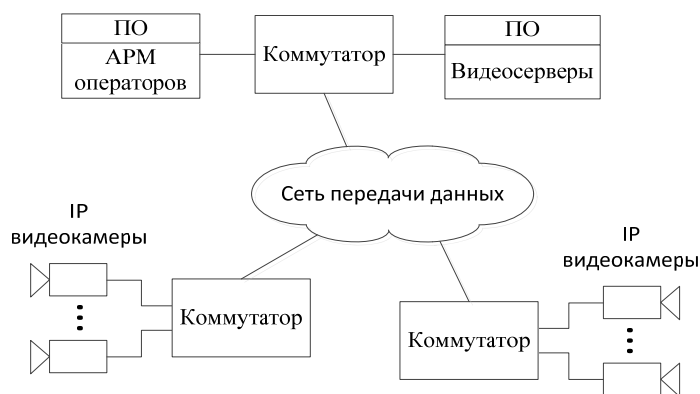 ПО
АРМ
операторов
Коммутатор
ПО
Видеосерверы
Сеть передачи данных
IP
видеокамеры
Коммутатор
IP
видеокамеры
Коммутатор